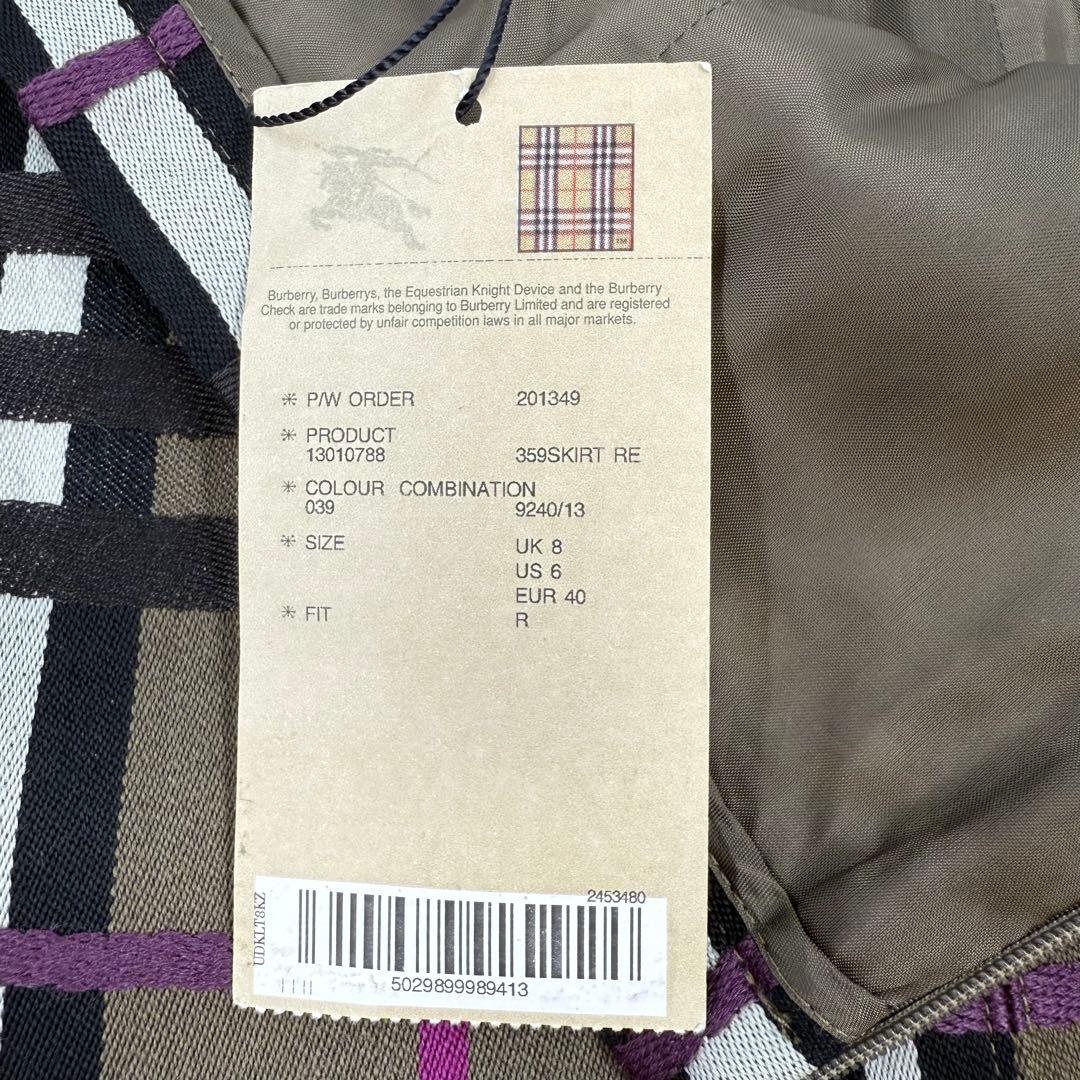 TM
Burberry, Burberrys, the Equestrian Knight Device and the Burberry
Check are trade marks belonging to Burberry Limited and are registered
or protected by unfair competition laws in all major markets.
* P/W ORDER 201349
* PRODUCT
13010788 359SKIRT RE
* COLOUR COMBINATION
039 9240/13
* SIZE UK 8
US 6
EUR 40
* FIT R
2453480
UDKLT8KZ
5029899989413